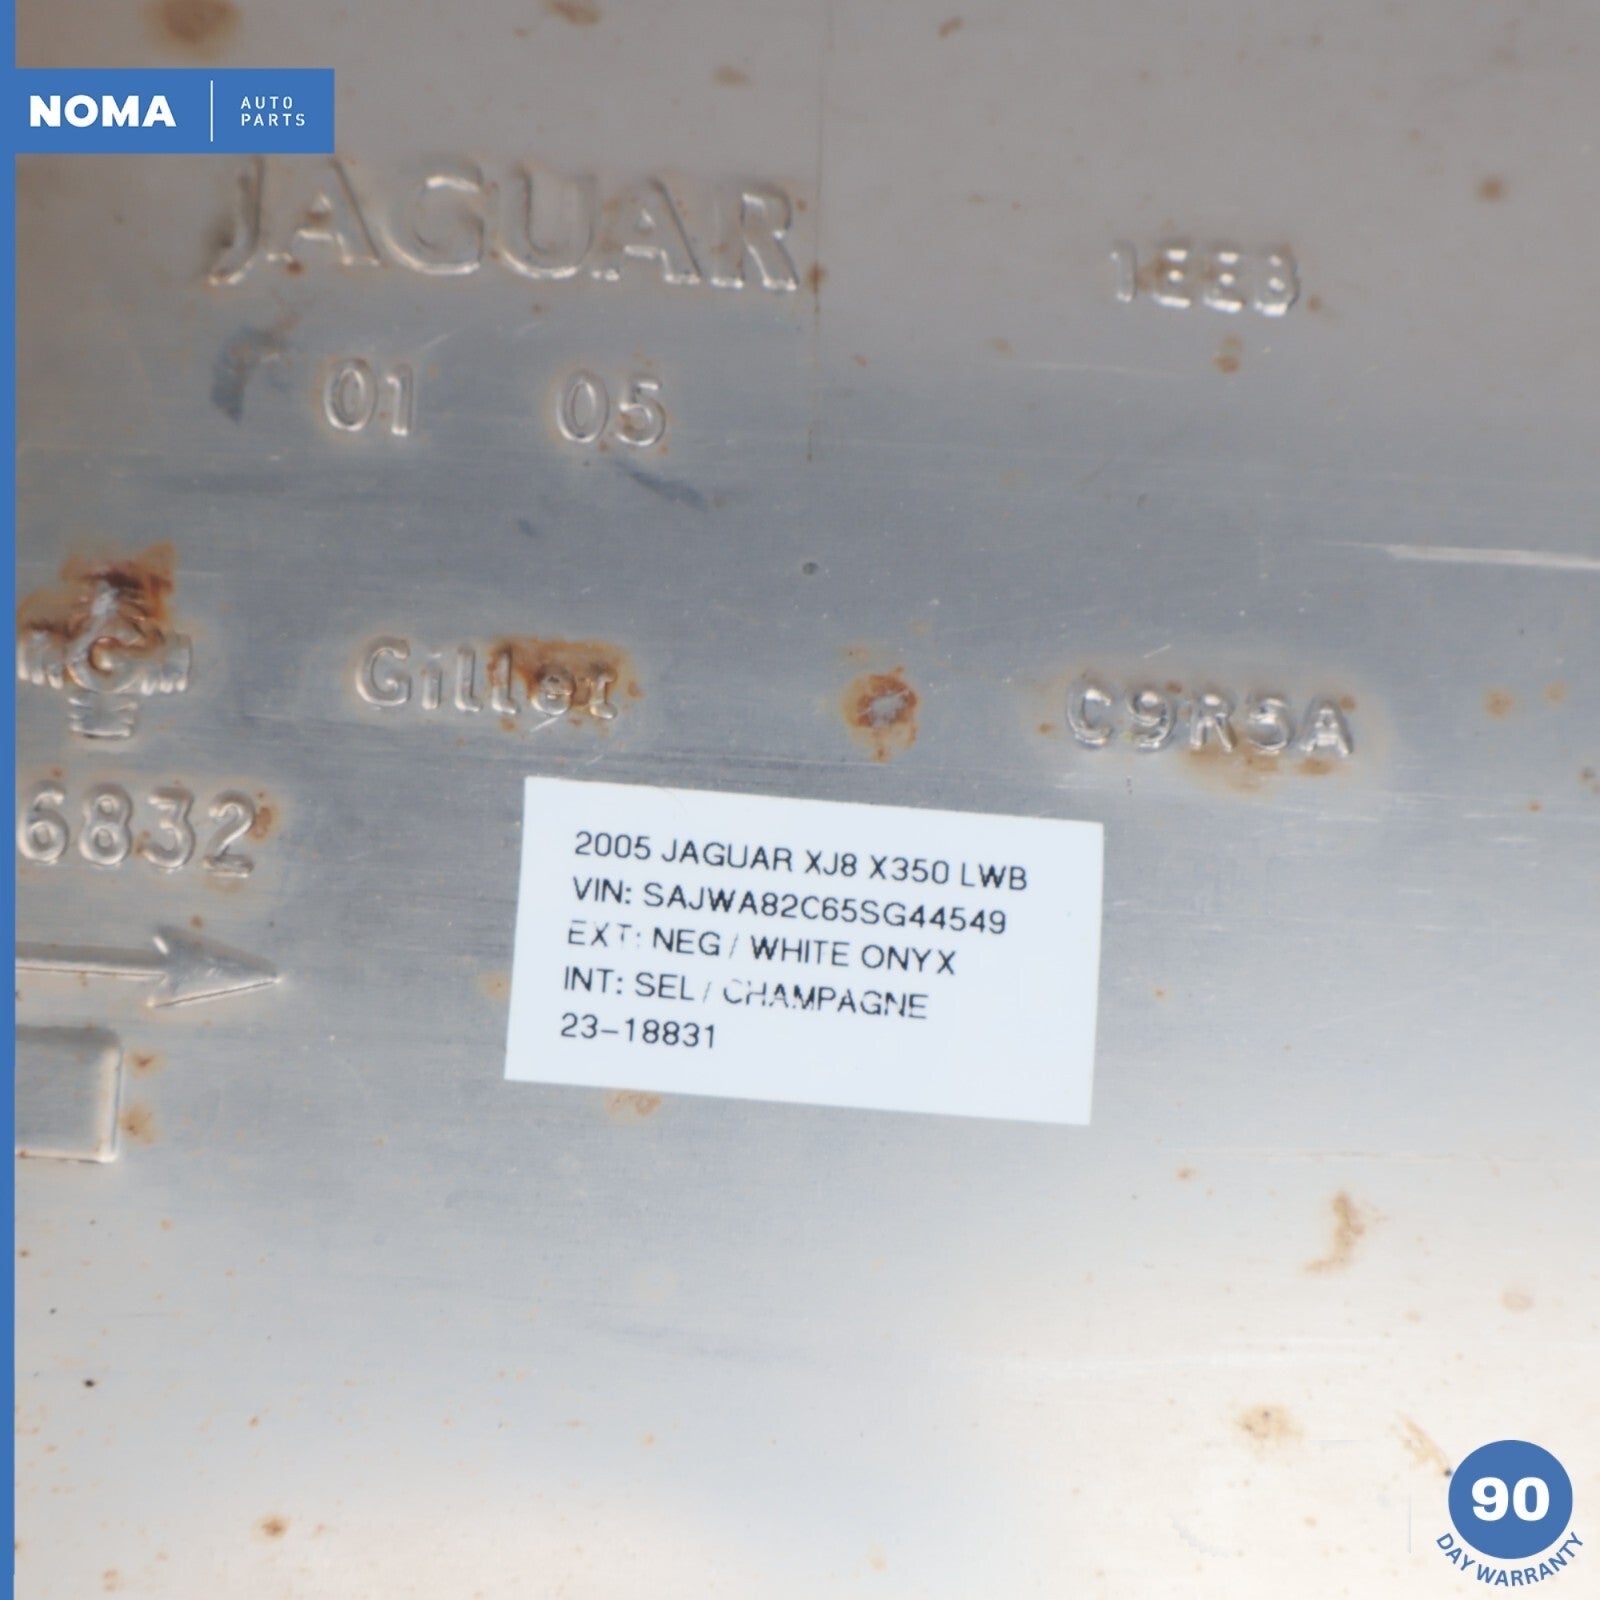 NOMA
AUTO
PARTS
JAGUAR
1EEB
01 05
G
Gillet
C9R5A
6832
2005 JAGUAR XJ8 X350 LWB
VIN: SAJWA82C65SG44549
EXT: NEG / WHITE ONYX
INT: SEL / CHAMPAGNE
23-18831
90
DAY WARRANTY